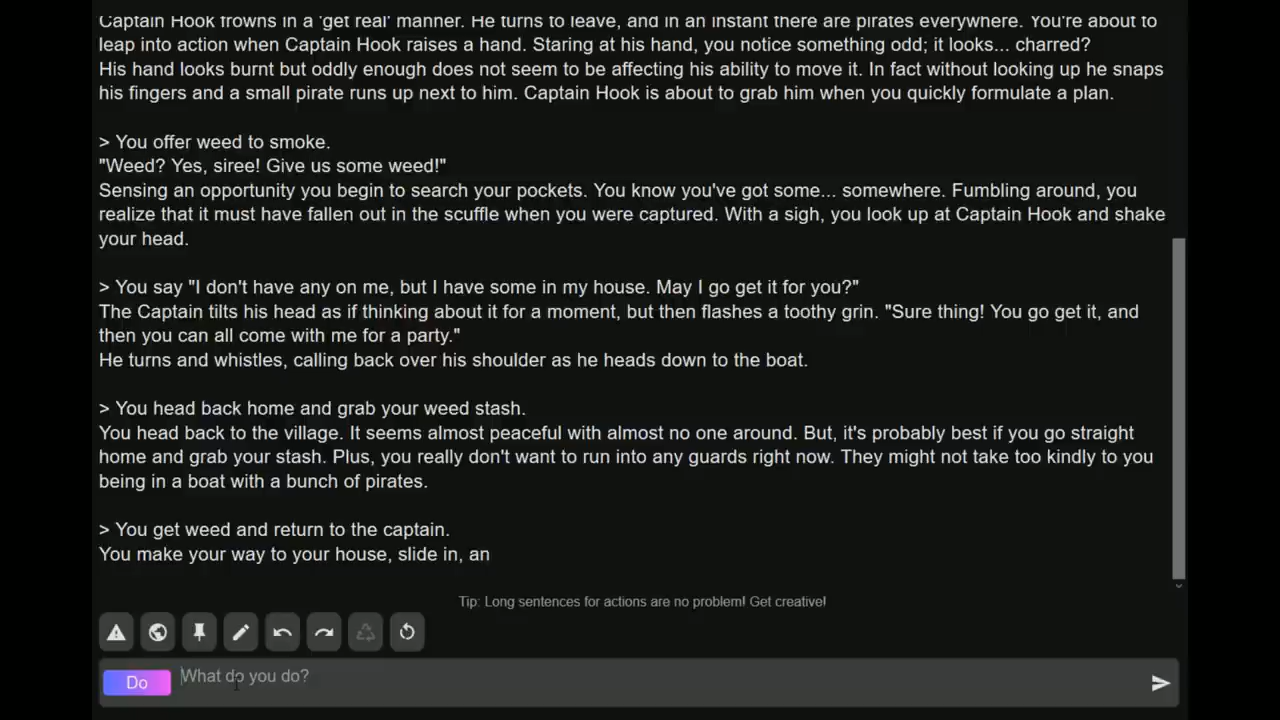 Captain Hook frowns in a 'get real' manner. He turns to leave, and in an instant there are pirates everywhere. You're about to
leap into action when Captain Hook raises a hand. Staring at his hand, you notice something odd; it looks... charred?
His hand looks burnt but oddly enough does not seem to be affecting his ability to move it. In fact without looking up he snaps
his fingers and a small pirate runs up next to him. Captain Hook is about to grab him when you quickly formulate a plan.
> You offer weed to smoke.
"Weed? Yes, siree! Give us some weed!"
Sensing an opportunity you begin to search your pockets. You know you've got some... somewhere. Fumbling around, you
realize that it must have fallen out in the scuffle when you were captured. With a sigh, you look up at Captain Hook and shake
your head.
> You say "I don't have any on me, but I have some in my house. May I go get it for you?"
The Captain tilts his head as if thinking about it for a moment, but then flashes a toothy grin. "Sure thing! You go get it, and
then you can all come with me for a party."
He turns and whistles, calling back over his shoulder as he heads down to the boat.
> You head back home and grab your weed stash.
You head back to the village. It seems almost peaceful with almost no one around. But, it's probably best if you go straight
home and grab your stash. Plus, you really don't want to run into any guards right now. They might not take too kindly to you
being in a boat with a bunch of pirates.
> You get weed and return to the captain.
You make your way to your house, slide in, an
Tip: Long sentences for actions are no problem! Get creative!
Do What do you do?